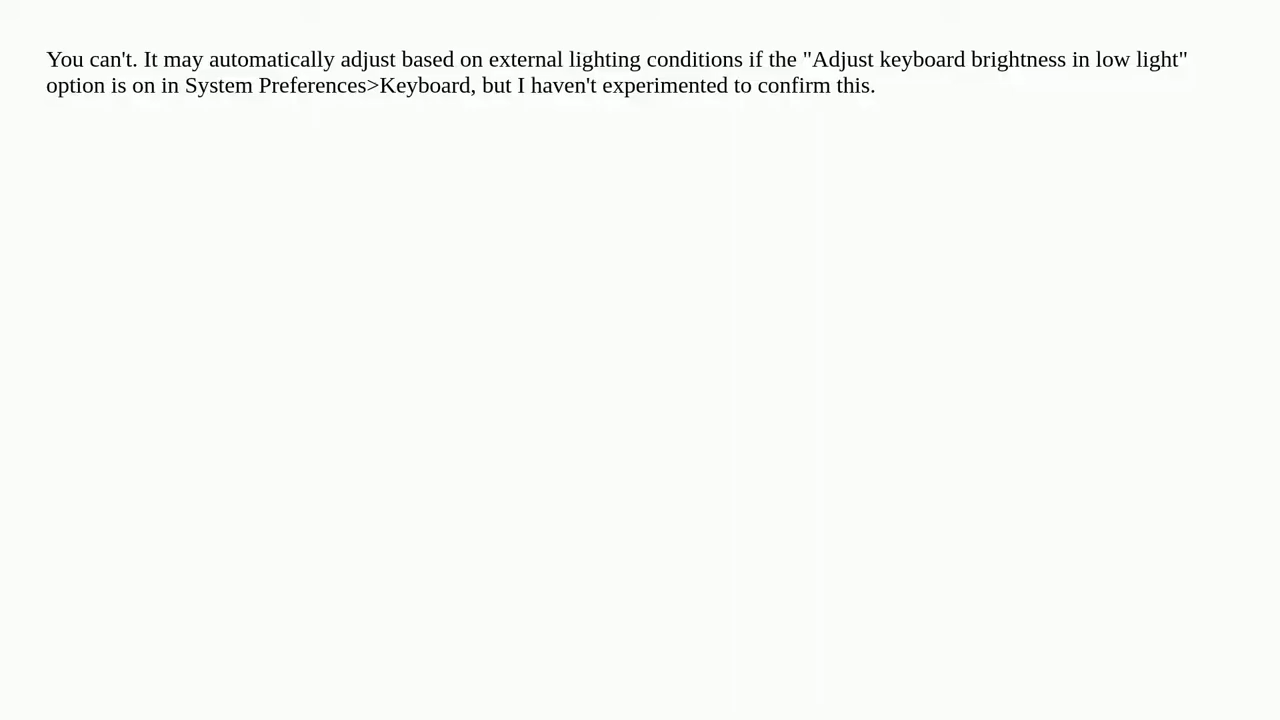 You can't. It may automatically adjust based on external lighting conditions if the "Adjust keyboard brightness in low light"
option is on in System Preferences>Keyboard, but I haven't experimented to confirm this.